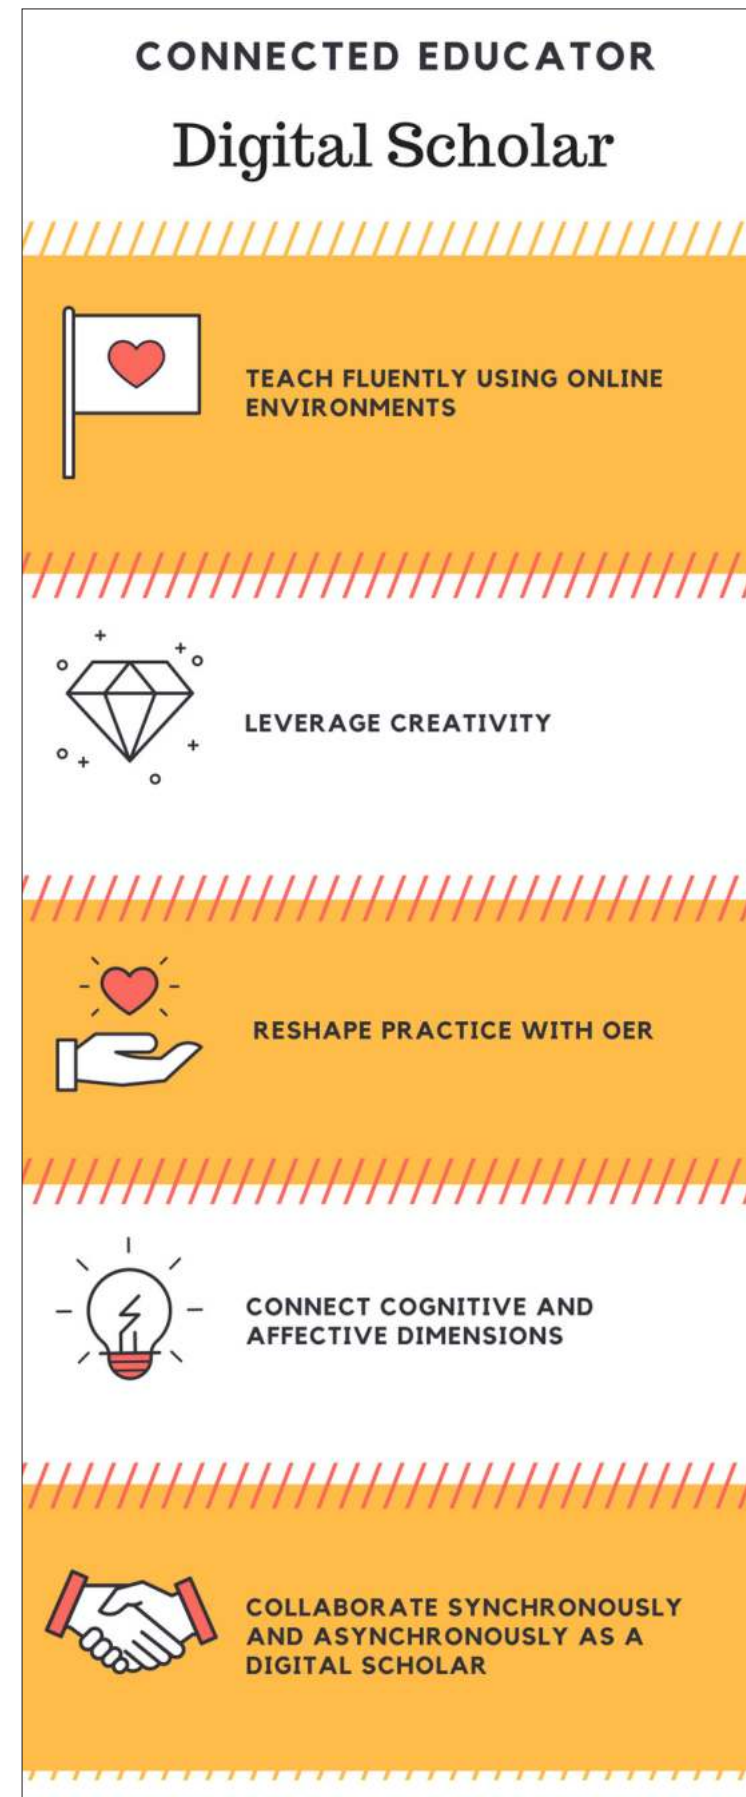 CONNECTED EDUCATOR
Digital Scholar
TEACH FLUENTLY USING ONLINE
ENVIRONMENTS
LEVERAGE CREATIVITY
RESHAPE PRACTICE WITH OER
CONNECT COGNITIVE AND
AFFECTIVE DIMENSIONS
COLLABORATE SYNCHRONOUSLY
AND ASYNCHRONOUSLY AS A
DIGITAL SCHOLAR